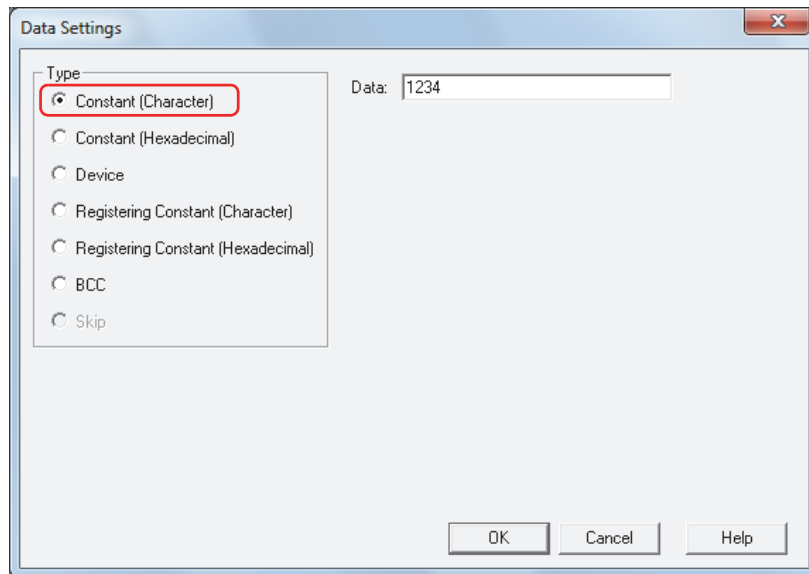 Data Settings
Type
Constant (Character)
Data: 1234
Constant (Hexadecimal)
Device
Registering Constant (Character)
Registering Constant (Hexadecimal)
BCC
Skip
OK Cancel Help